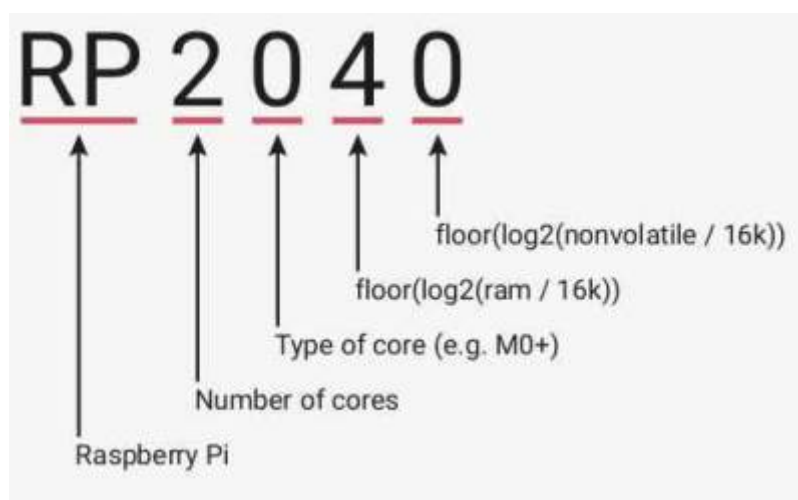 RP 2 0 4 0
floor(log2(nonvolatile / 16k))
floor(log2(ram / 16k))
Type of core (e.g. M0+)
Number of cores
Raspberry Pi